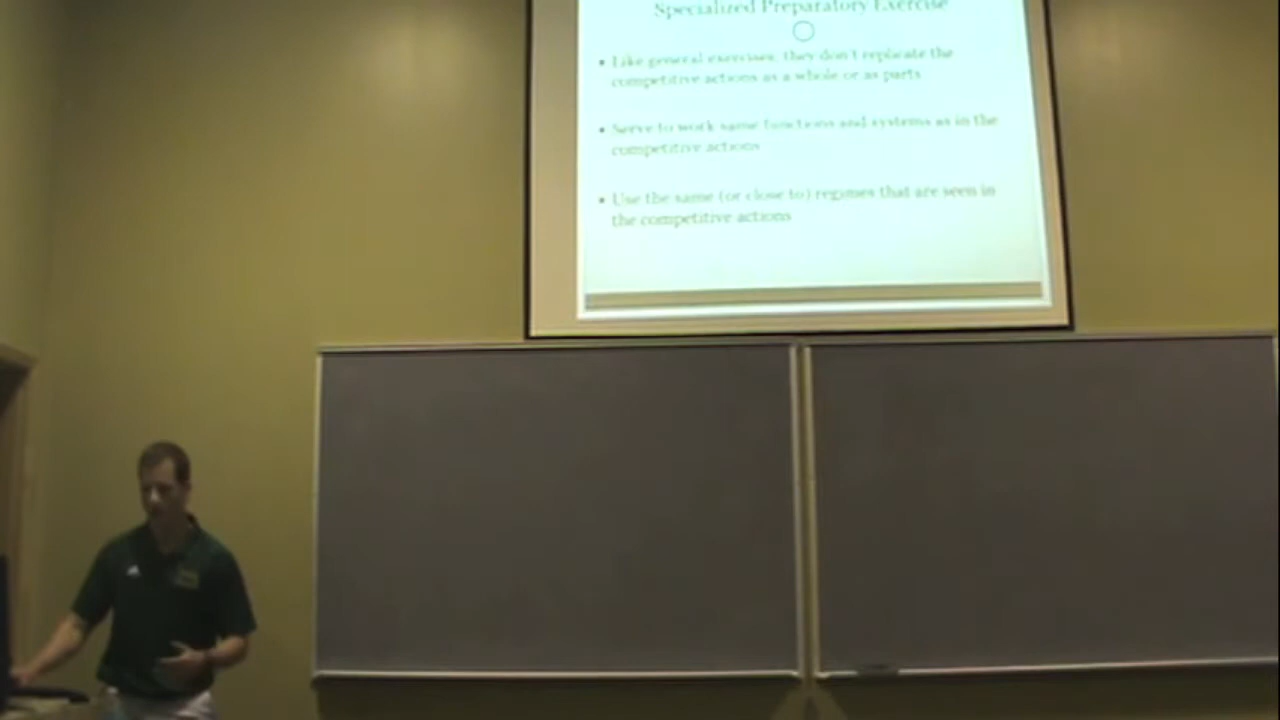 Specialized Preparatory Exercise
• Like general exercises, they don't replicate the
competitive actions as a whole or as parts
• Serve to work same functions and systems as in the
competitive actions
• Use the same (or close to) regimes that are seen in
the competitive actions